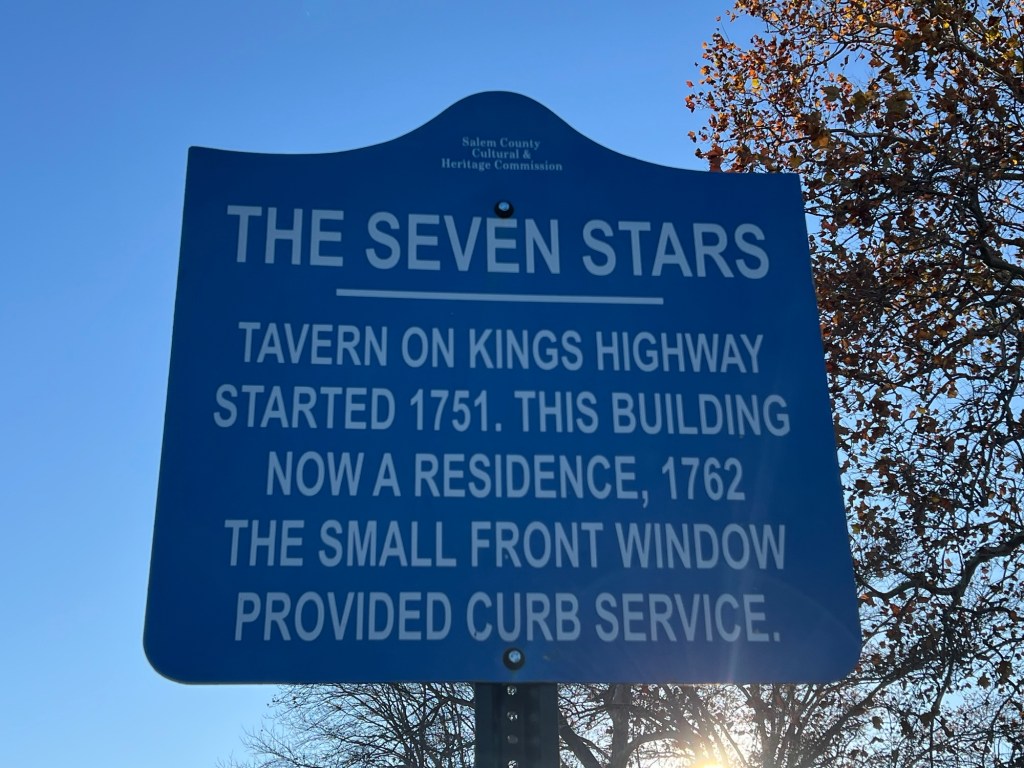 Salem County
Cultural &
Heritage Commission
THE SEVEN STARS
TAVERN ON KINGS HIGHWAY
STARTED 1751. THIS BUILDING
NOW A RESIDENCE, 1762
THE SMALL FRONT WINDOW
PROVIDED CURB SERVICE.